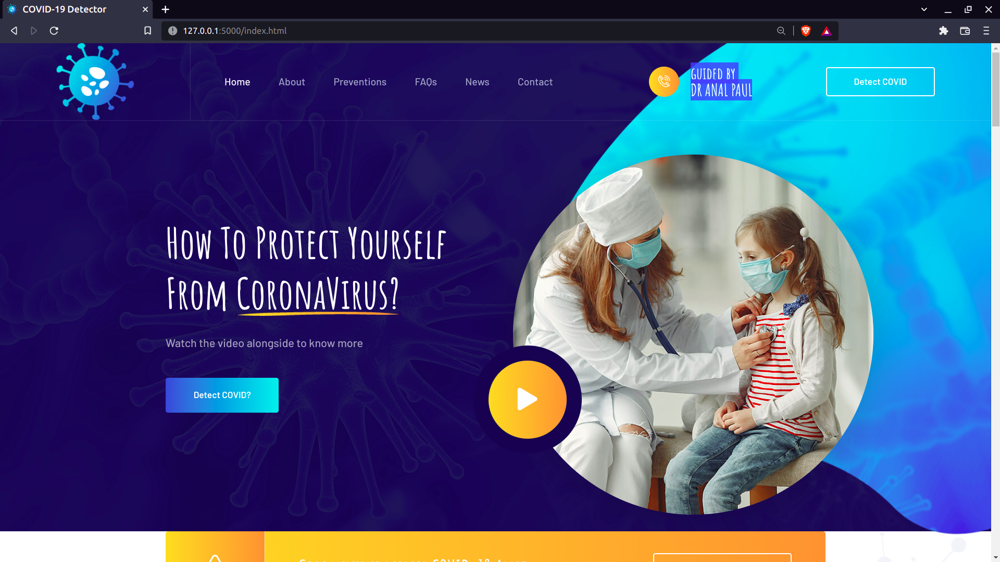 COVID-19 Detector
127.0.0.1:5000/index.html
Home
About
Preventions
FAQs
News
Contact
GUIDED BY
DR ANAL PAUL
Detect COVID
How To Protect Yourself
From CoronaVirus?
Watch the video alongside to know more
Detect COVID?